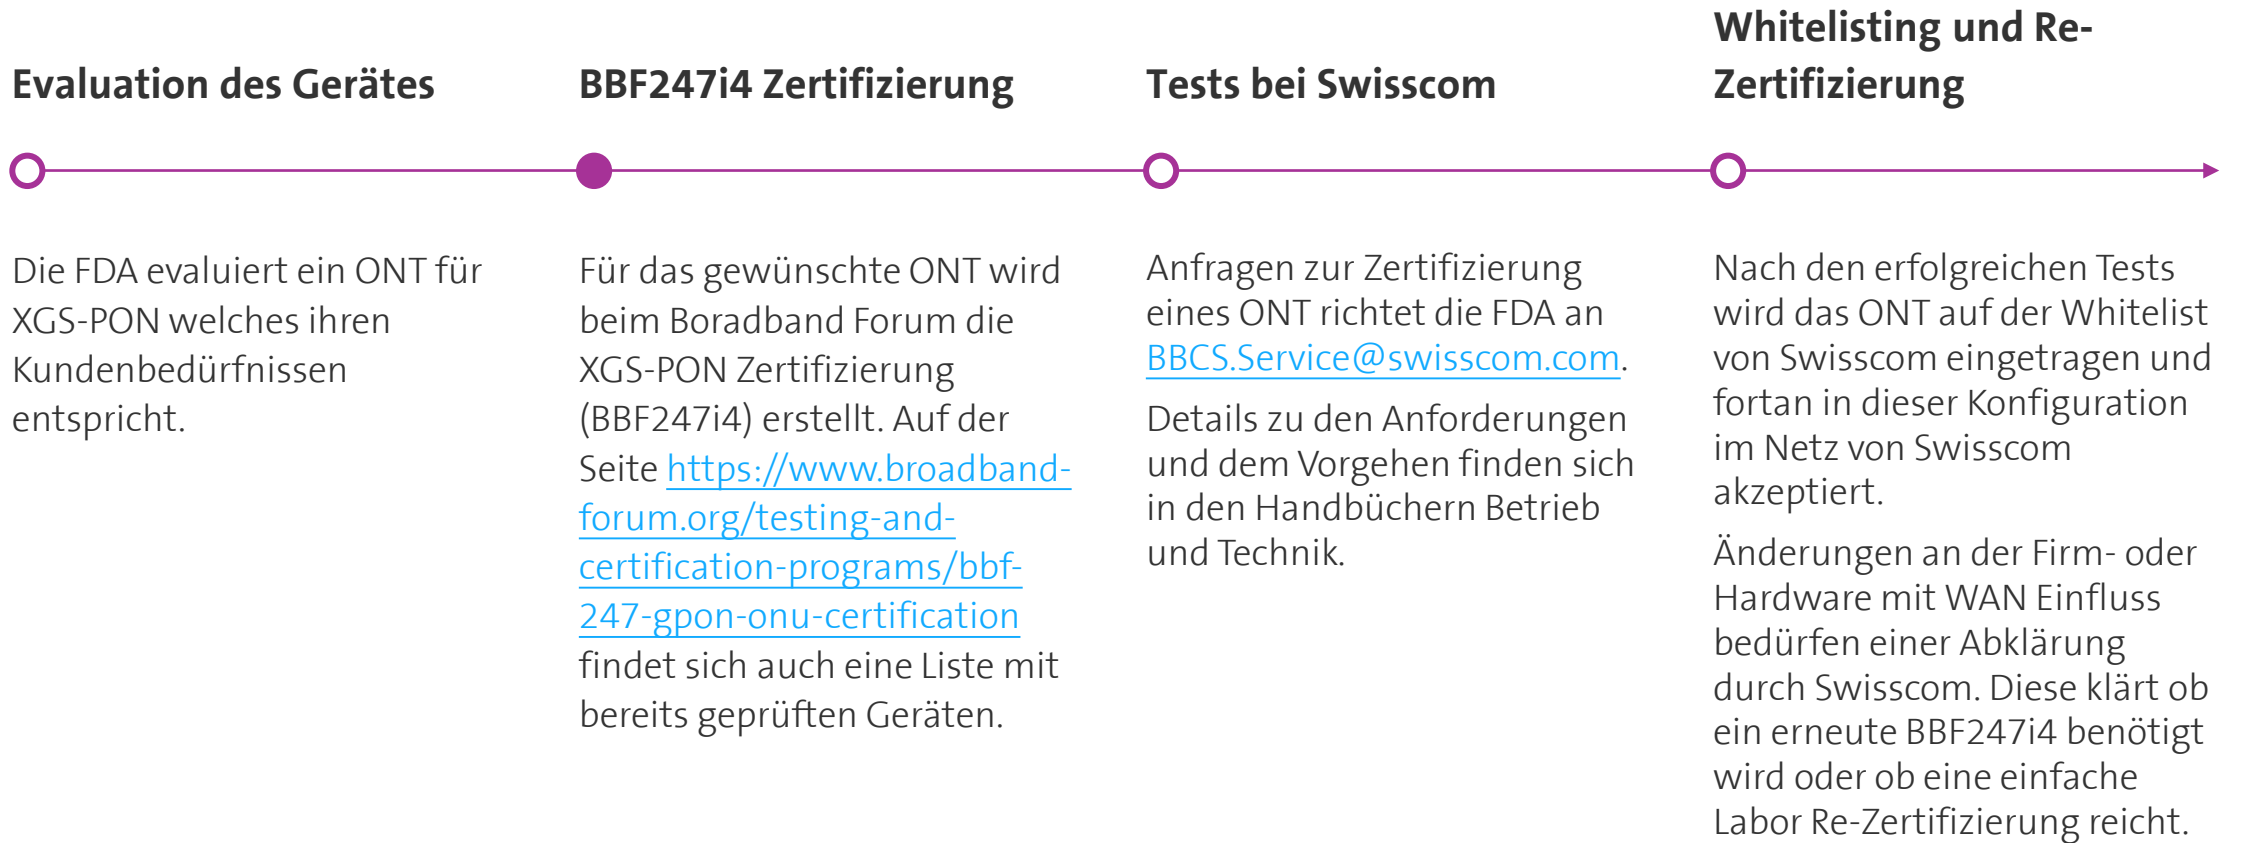 Evaluation des Gerätes
Die FDA evaluiert ein ONT für
XGS-PON welches ihren
Kundenbedürfnissen
entspricht.
BBF247i4 Zertifizierung
Für das gewünschte ONT wird
beim Boradband Forum die
XGS-PON Zertifizierung
(BBF247i4) erstellt. Auf der
Seite https://www.broadband-
forum.org/testing-and-
certification-programs/bbf-
247-gpon-onu-certification
findet sich auch eine Liste mit
bereits geprüften Geräten.
Tests bei Swisscom
Anfragen zur Zertifizierung
eines ONT richtet die FDA an
BBCS.Service@swisscom.com.
Details zu den Anforderungen
und dem Vorgehen finden sich
in den Handbüchern Betrieb
und Technik.
Whitelisting und Re-
Zertifizierung
Nach den erfolgreichen Tests
wird das ONT auf der Whitelist
von Swisscom eingetragen und
fortan in dieser Konfiguration
im Netz von Swisscom
akzeptiert.
Änderungen an der Firm- oder
Hardware mit WAN Einfluss
bedürfen einer Abklärung
durch Swisscom. Diese klärt ob
ein erneute BBF247i4 benötigt
wird oder ob eine einfache
Labor Re-Zertifizierung reicht.